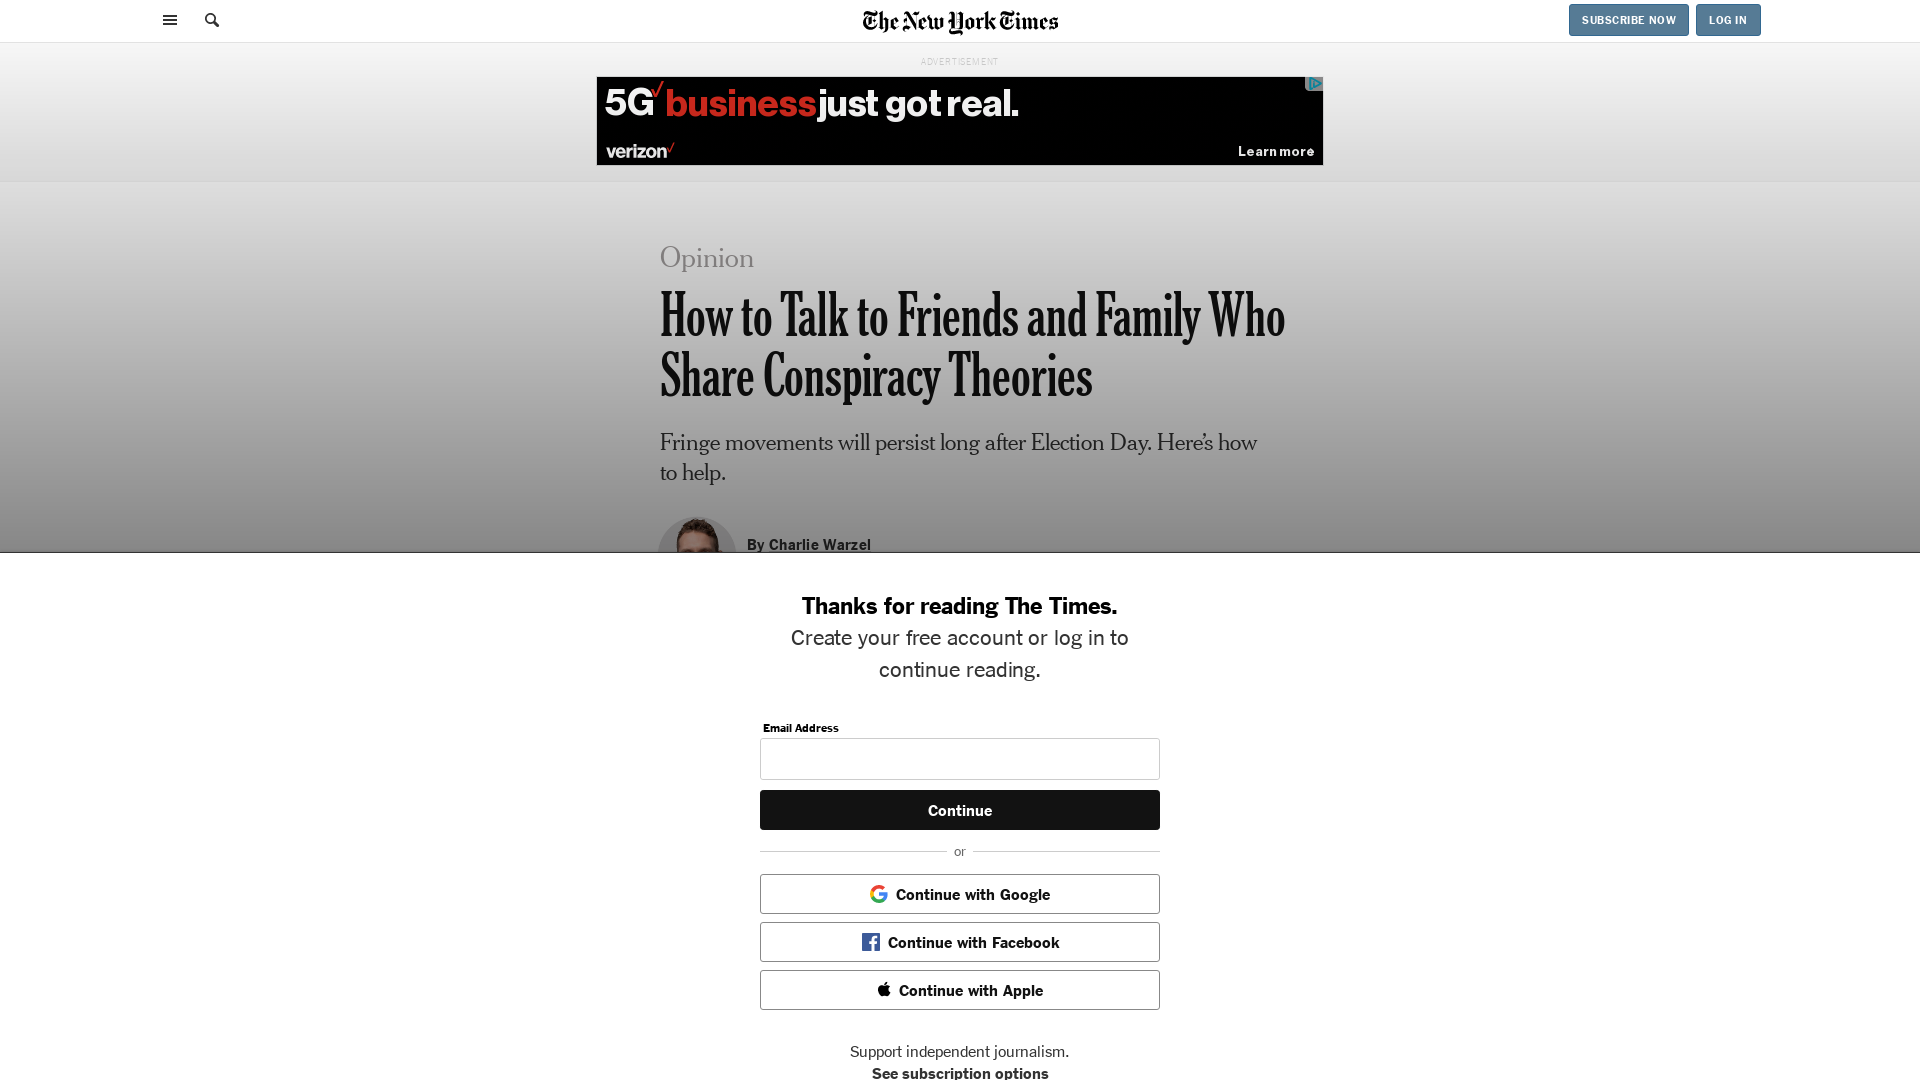 The New York Times
SUBSCRIBE NOW
LOG IN
ADVERTISEMENT
5G business just got real.
verizon
Learn more
Opinion
How to Talk to Friends and Family Who
Share Conspiracy Theories
Fringe movements will persist long after Election Day. Here’s how
to help.
By Charlie Warzel
Thanks for reading The Times.
Create your free account or log in to
continue reading.
Email Address
Continue
or
Continue with Google
Continue with Facebook
Continue with Apple
Support independent journalism.
See subscription options